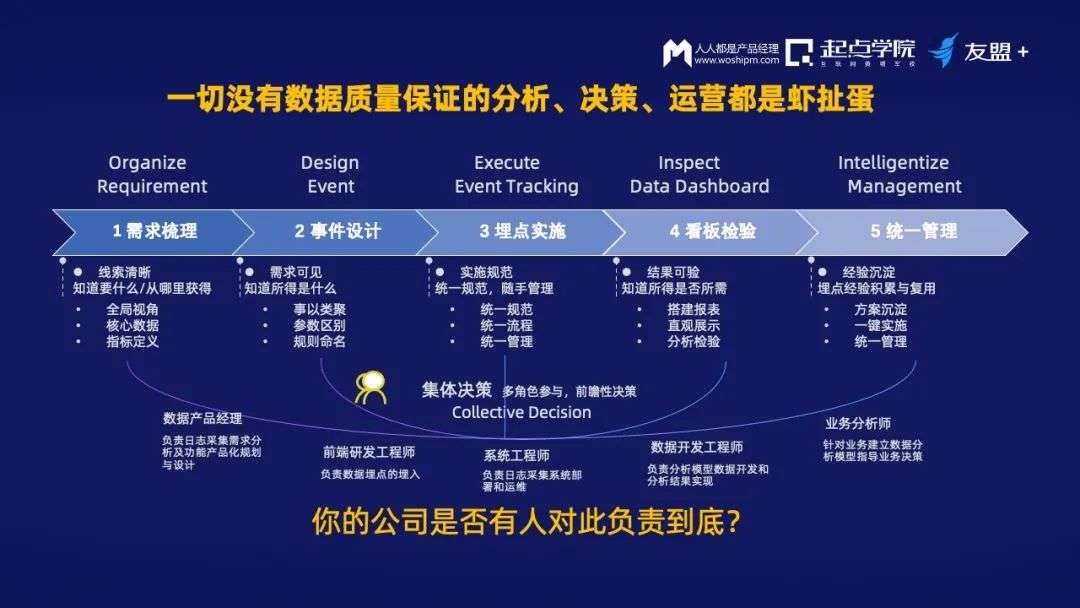 人人都是产品经理
www.woshipm.com
起点学院
互联网黄埔军校
友盟+
一切没有数据质量保证的分析、决策、运营都是虾扯蛋
Organize
Requirement
Design
Event
Execute
Event Tracking
Inspect
Data Dashboard
Intelligentize
Management
1 需求梳理
2 事件设计
3 埋点实施
4 看板检验
5 统一管理
● 线索清晰
知道要什么/从哪里获得
• 全局视角
• 核心数据
• 指标定义
● 需求可见
知道所得是什么
• 事以类聚
• 参数区别
• 规则命名
● 实施规范
统一规范，随手管理
• 统一规范
• 统一流程
• 统一管理
● 结果可验
知道所得是否所需
• 搭建报表
• 直观展示
• 分析检验
● 经验沉淀
埋点经验积累与复用
• 方案沉淀
• 一键实施
• 统一管理
集体决策 多角色参与，前瞻性决策
Collective Decision
数据产品经理
负责日志采集需求分
析及功能产品化规划
与设计
前端研发工程师
负责数据埋点的埋入
系统工程师
负责日志采集系统部
署和运维
数据开发工程师
负责分析模型数据开发和
分析结果实现
业务分析师
针对业务建立数据分
析模型指导业务决策
你的公司是否有人对此负责到底？